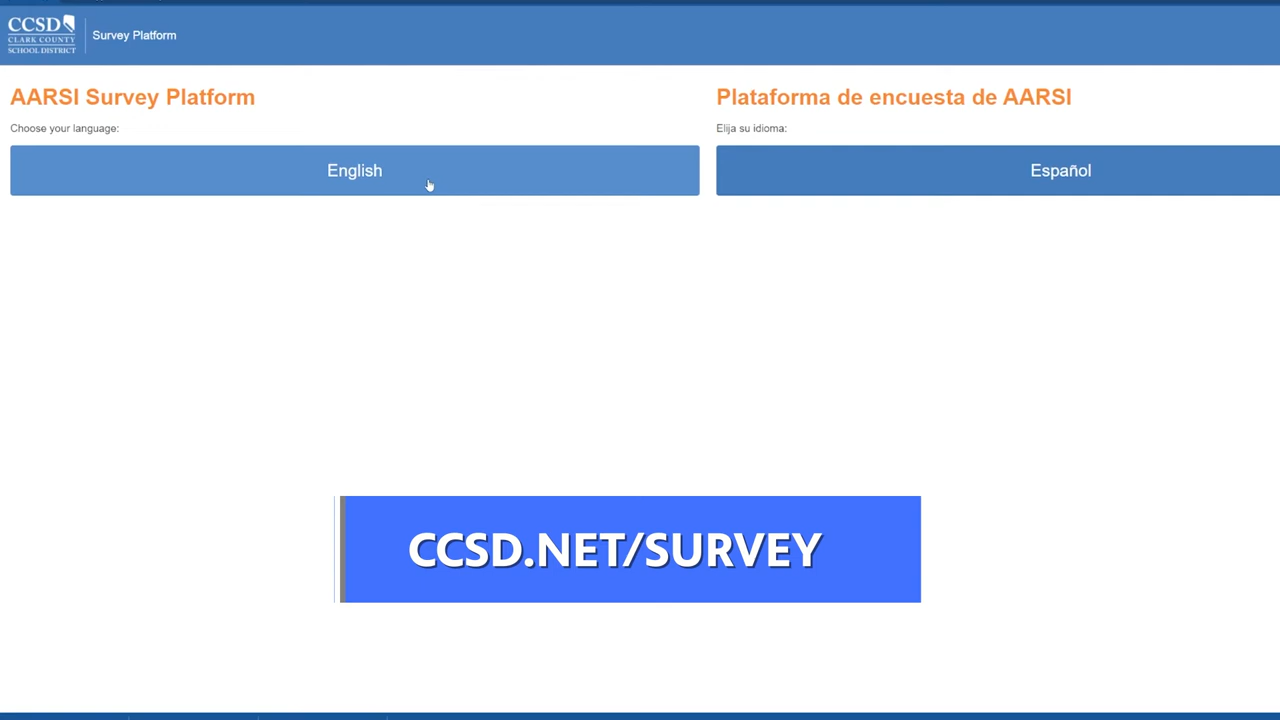 CCSD
CLARK COUNTY
SCHOOL DISTRICT
Survey Platform
AARSI Survey Platform
Choose your language:
English
Plataforma de encuesta de AARSI
Elija su idioma:
Español
CCSD.NET/SURVEY